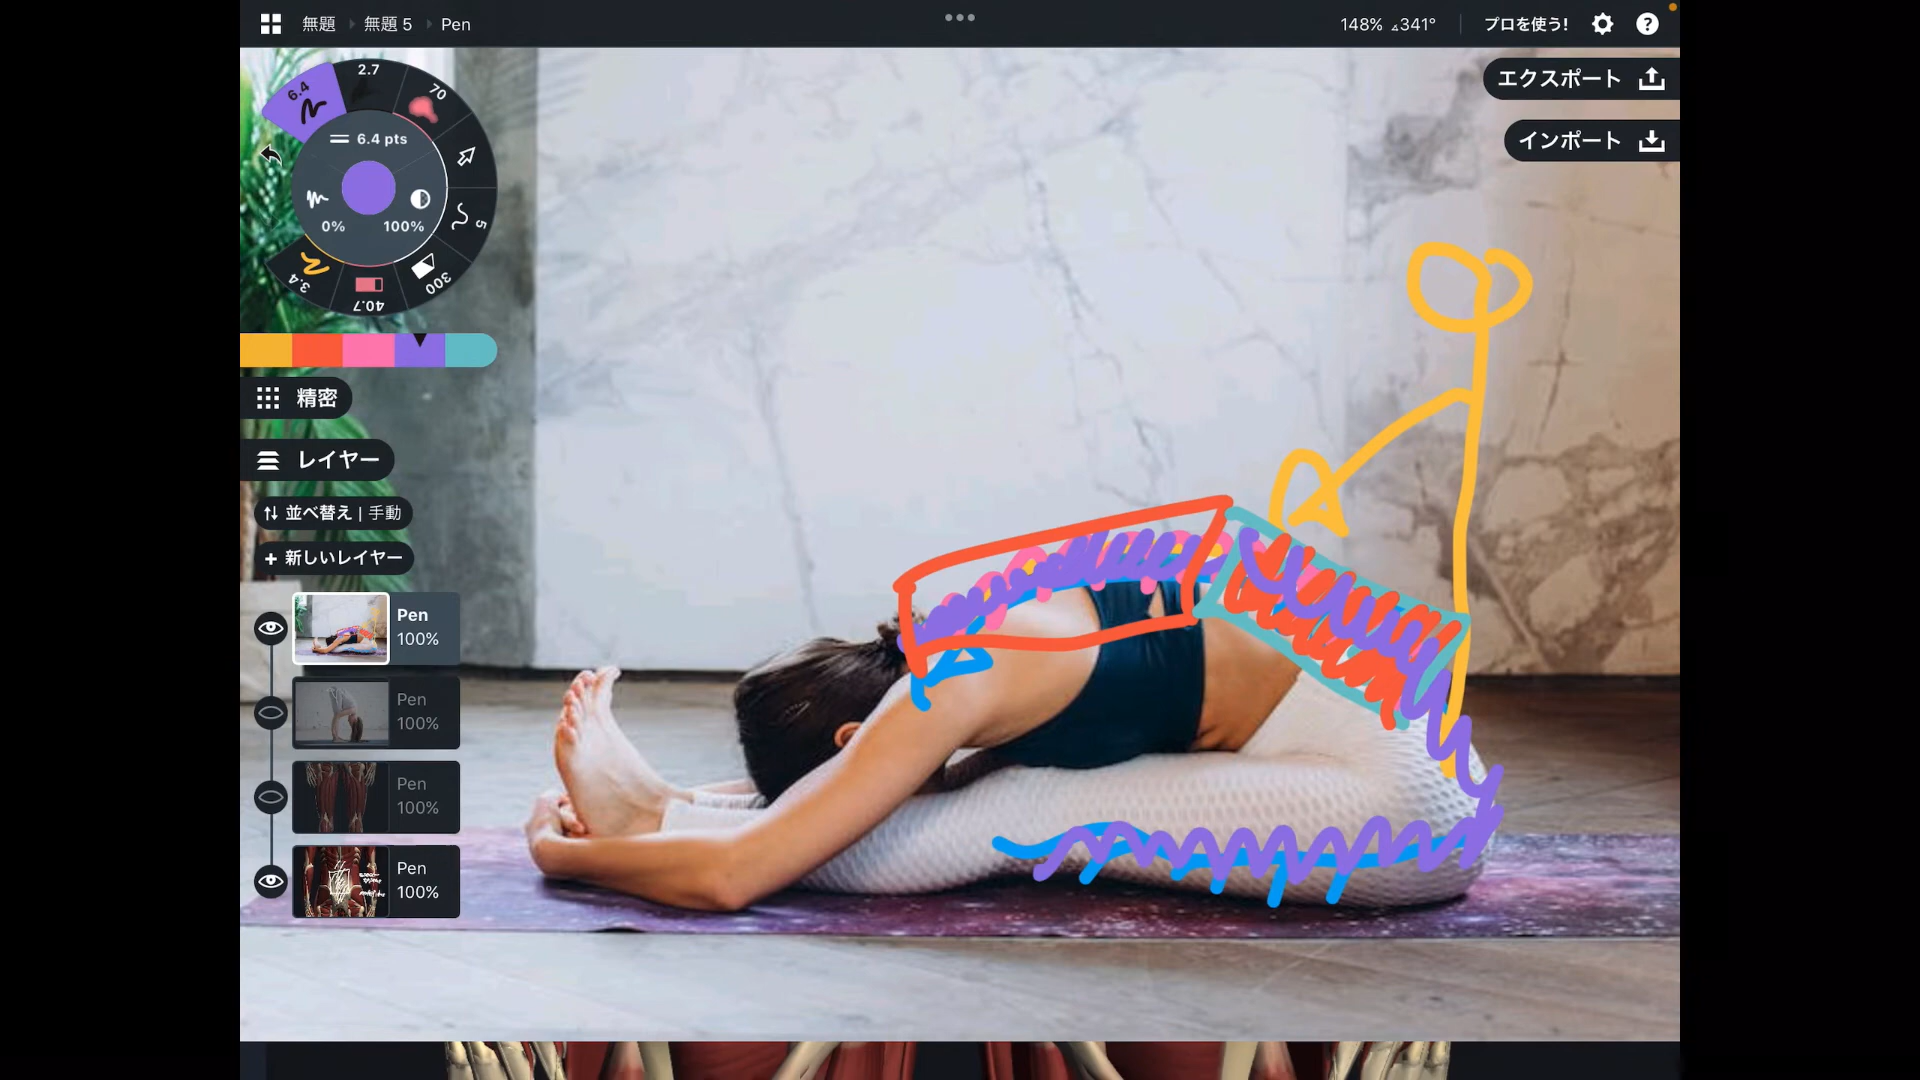 無題 無題 5 Pen
148% 341°
プロを使う!
エクスポート
インポート
6.4
2.7
70
6.4 pts
0%
100%
5
300
40.7
3.4
精密
レイヤー
並べ替え | 手動
+ 新しいレイヤー
Pen
100%
Pen
100%
Pen
100%
Pen
100%